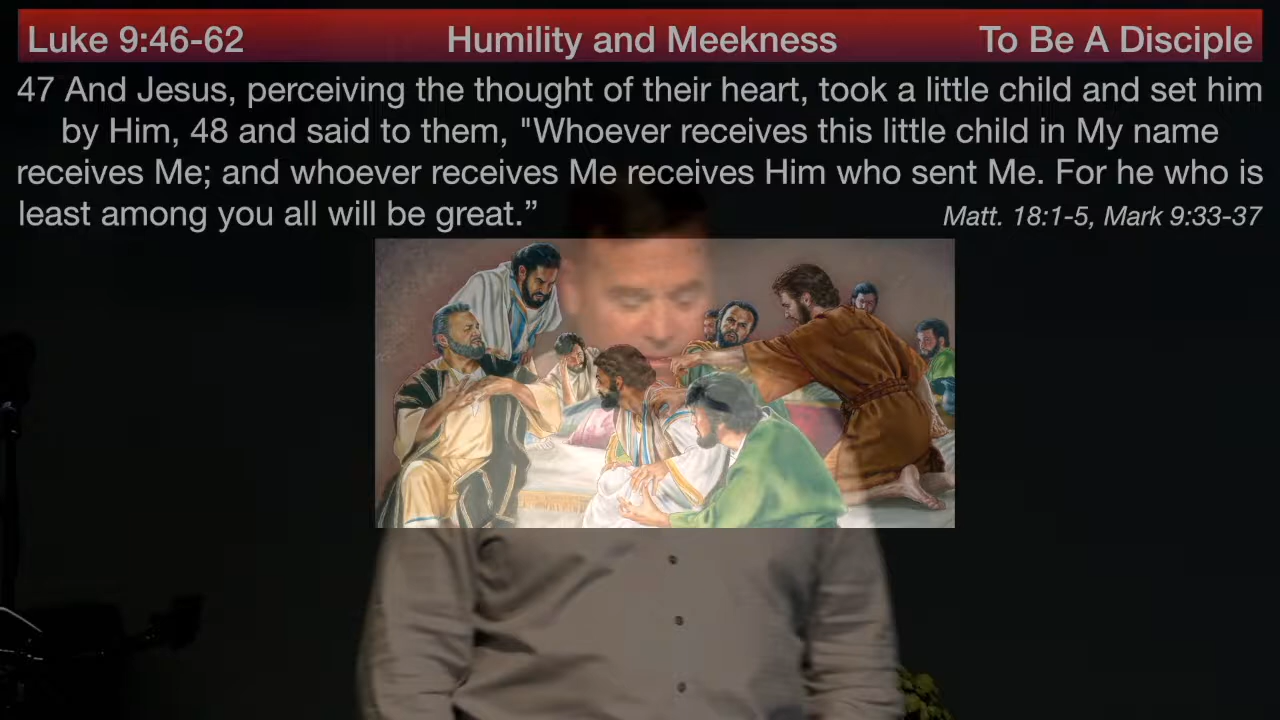 Luke 9:46-62 Humility and Meekness To Be A Disciple
47 And Jesus, perceiving the thought of their heart, took a little child and set him
by Him, 48 and said to them, "Whoever receives this little child in My name
receives Me; and whoever receives Me receives Him who sent Me. For he who is
least among you all will be great.” Matt. 18:1-5, Mark 9:33-37